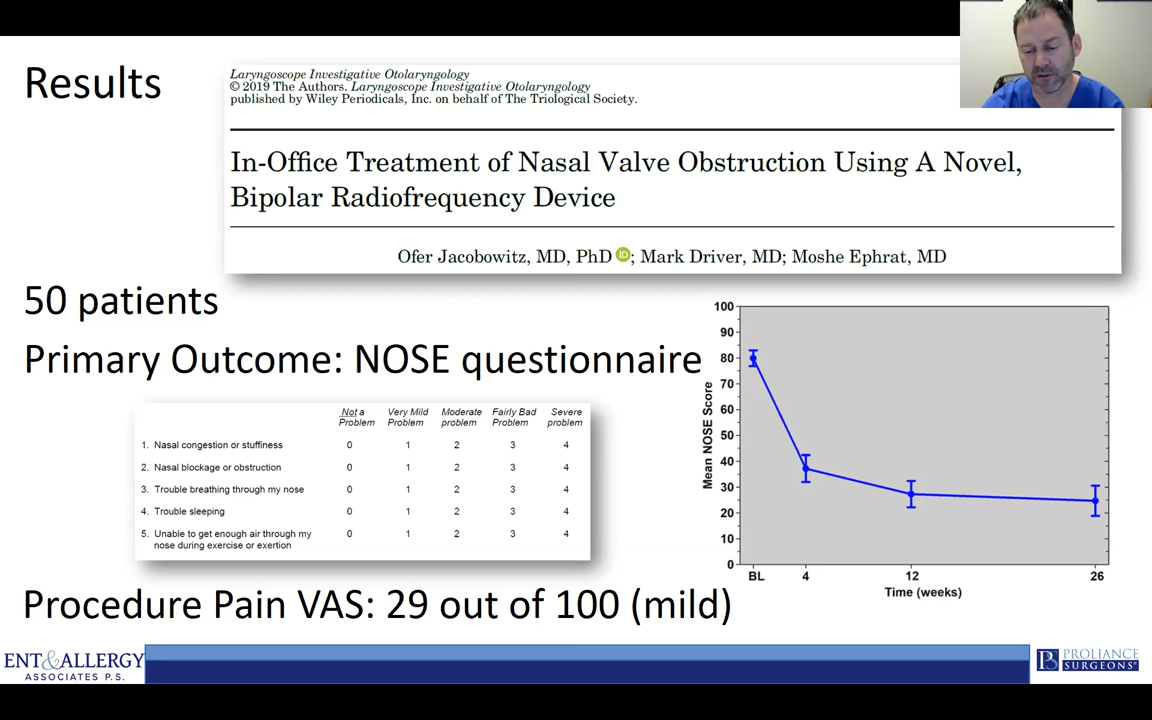 Results
Laryngoscope Investigative Otolaryngology
© 2019 The Authors. Laryngoscope Investigative Otolaryngology
published by Wiley Periodicals, Inc. on behalf of The Triological Society.
In-Office Treatment of Nasal Valve Obstruction Using A Novel,
Bipolar Radiofrequency Device
Ofer Jacobowitz, MD, PhD iD; Mark Driver, MD; Moshe Ephrat, MD
50 patients
Primary Outcome: NOSE questionnaire
Not a Problem Very Mild Problem Moderate problem Fairly Bad Problem Severe problem
1. Nasal congestion or stuffiness 0 1 2 3 4
2. Nasal blockage or obstruction 0 1 2 3 4
3. Trouble breathing through my nose 0 1 2 3 4
4. Trouble sleeping 0 1 2 3 4
5. Unable to get enough air through my 0 1 2 3 4
nose during exercise or exertion
Mean NOSE Score
100
90
80
70
60
50
40
30
20
10
0
BL 4 12 26
Time (weeks)
Procedure Pain VAS: 29 out of 100 (mild)
ENT&ALLERGY
ASSOCIATES P.S.
PS PROLIANCE
SURGEONS®